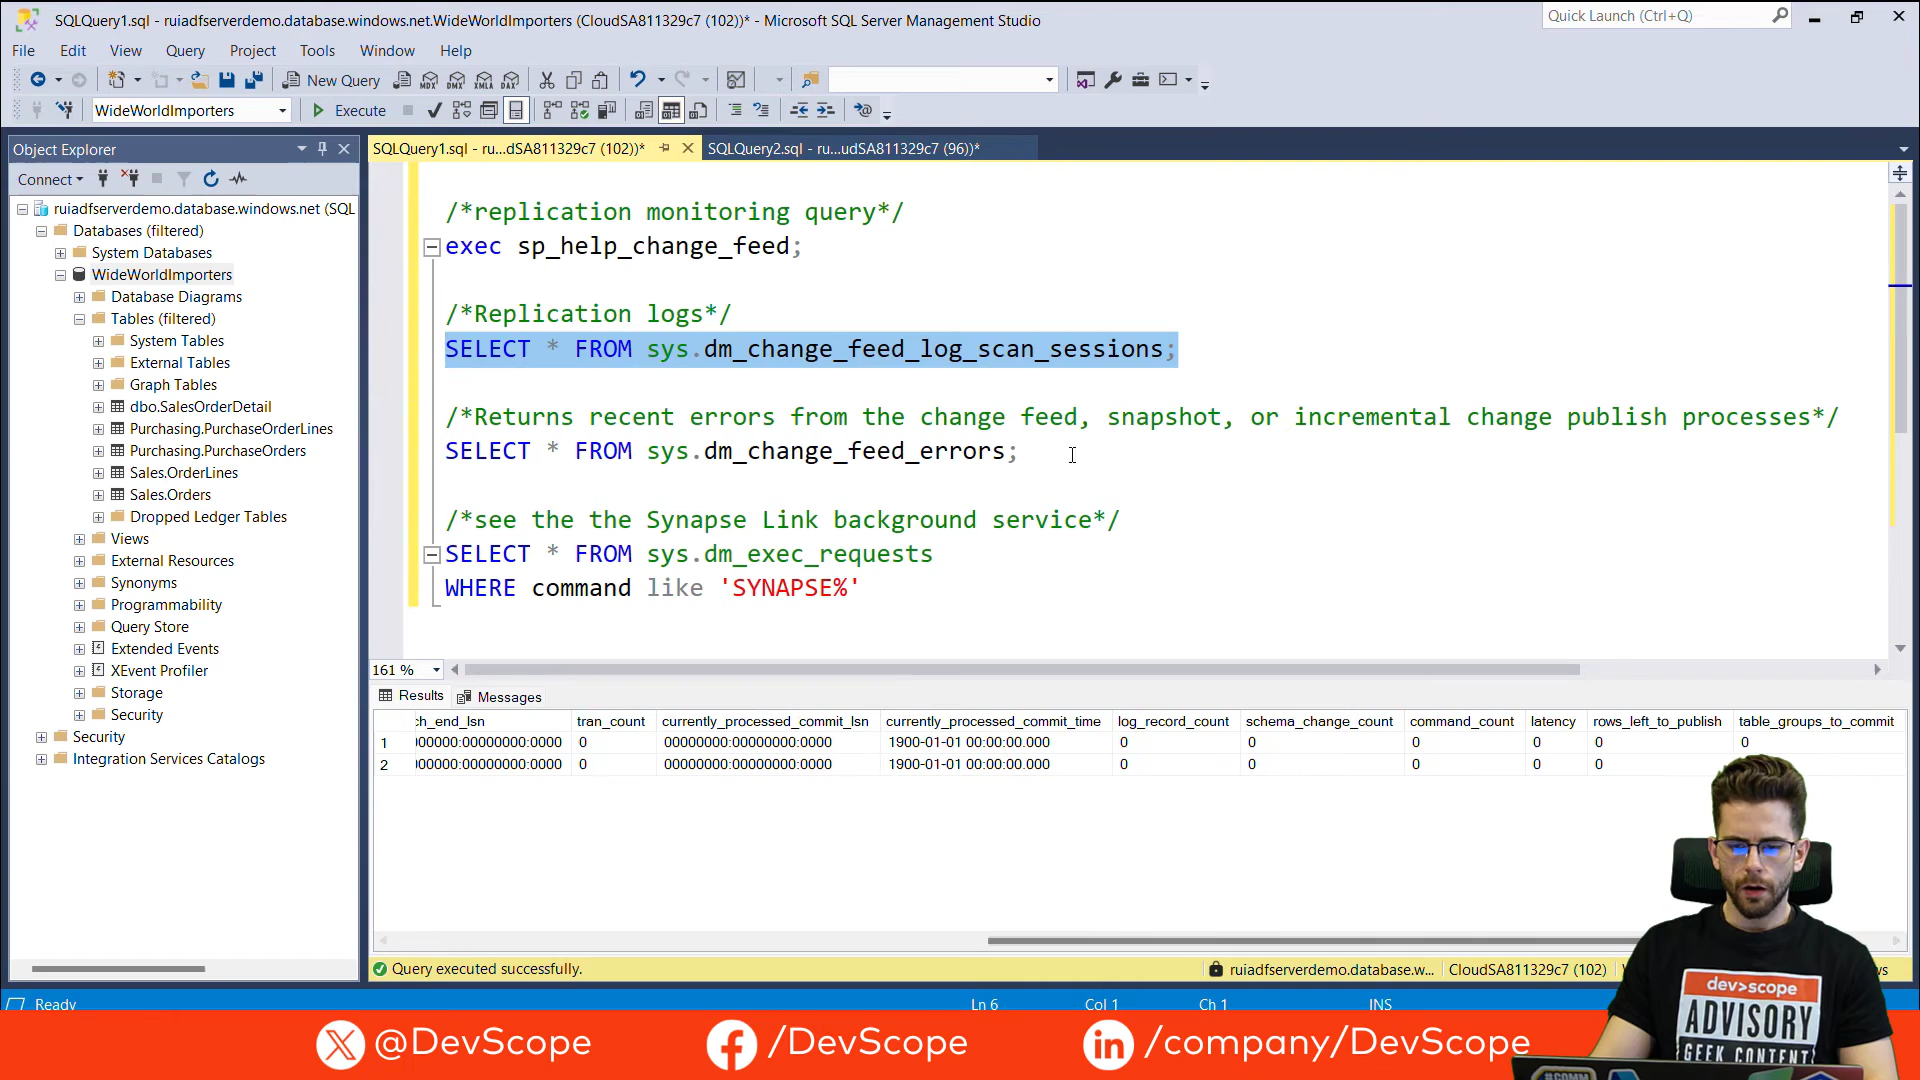 SQLQuery1.sql - ruiadfserverdemo.database.windows.net.WideWorldImporters (CloudSA811329c7 (102))* - Microsoft SQL Server Management Studio
Quick Launch (Ctrl+Q)
File Edit View Query Project Tools Window Help
New Query
MDX DMX XMLA DAX
WideWorldImporters
Execute
Object Explorer
SQLQuery1.sql - ru...dSA811329c7 (102))*
SQLQuery2.sql - ru...udSA811329c7 (96))*
Connect
ruiadfserverdemo.database.windows.net (SQL
Databases (filtered)
System Databases
WideWorldImporters
Database Diagrams
Tables (filtered)
System Tables
External Tables
Graph Tables
dbo.SalesOrderDetail
Purchasing.PurchaseOrderLines
Purchasing.PurchaseOrders
Sales.OrderLines
Sales.Orders
Dropped Ledger Tables
Views
External Resources
Synonyms
Programmability
Query Store
Extended Events
XEvent Profiler
Storage
Security
Security
Integration Services Catalogs
/*replication monitoring query*/
exec sp_help_change_feed;
/*Replication logs*/
SELECT * FROM sys.dm_change_feed_log_scan_sessions;
/*Returns recent errors from the change feed, snapshot, or incremental change publish processes*/
SELECT * FROM sys.dm_change_feed_errors;
/*see the the Synapse Link background service*/
SELECT * FROM sys.dm_exec_requests
WHERE command like 'SYNAPSE%'
161 %
Results Messages
ch_end_lsn tran_count currently_processed_commit_lsn currently_processed_commit_time log_record_count schema_change_count command_count latency rows_left_to_publish table_groups_to_commit
1 000000:00000000:0000 0 00000000:00000000:0000 1900-01-01 00:00:00.000 0 0 0 0 0 0
2 000000:00000000:0000 0 00000000:00000000:0000 1900-01-01 00:00:00.000 0 0 0 0 0
Query executed successfully.
ruiadfserverdemo.database.w... CloudSA811329c7 (102)
Ready
Ln 6 Col 1 Ch 1 INS
dev>scope
ADVISORY
GEEK CONTENT
@DevScope
/DevScope
/company/DevScope